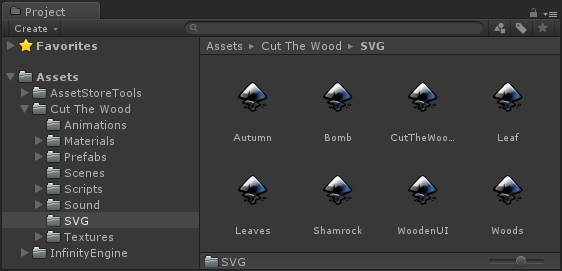 Project
Create
Favorites
Assets
AssetStoreTools
Cut The Wood
Animations
Materials
Prefabs
Scenes
Scripts
Sound
SVG
Textures
InfinityEngine
Assets ▸ Cut The Wood ▸ SVG
Autumn Bomb CutTheWoo... Leaf
Leaves Shamrock WoodenUI Woods
SVG